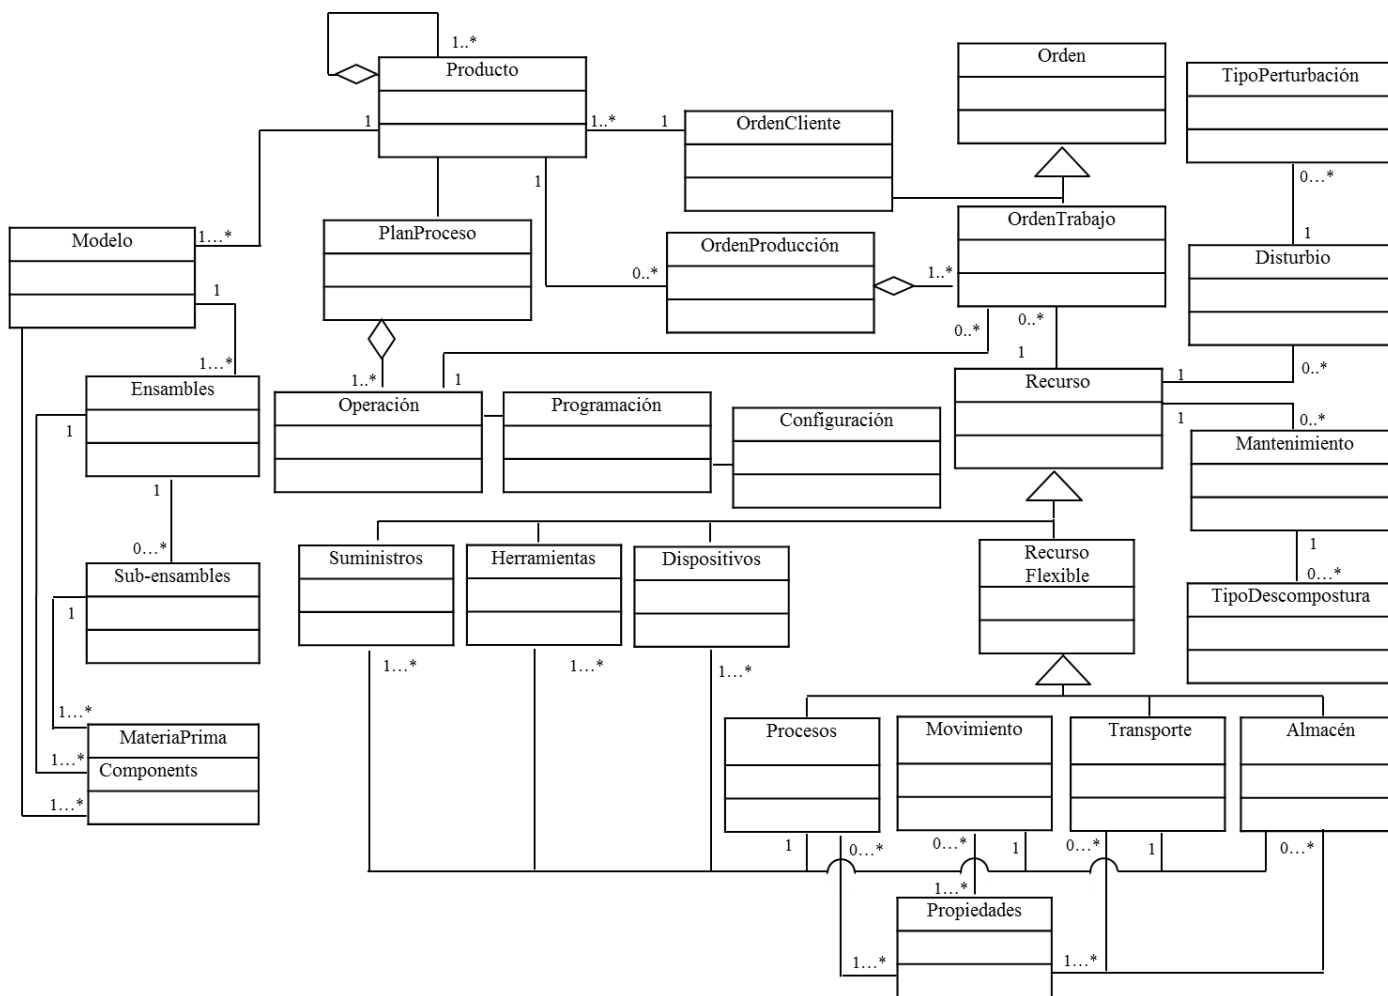 1..*
Producto
Orden
TipoPerturbación
1
1..*
1
OrdenCliente
0...*
1
PlanProceso
OrdenTrabajo
Modelo
1...*
OrdenProducción
1
Disturbio
0..*
1..*
1
0..*
0..*
1...*
1
1..*
1
Ensambles
Operación
Programación
Recurso
1
0..*
1
Configuración
1
0..*
Mantenimiento
1
0...*
Suministros
Herramientas
Dispositivos
Recurso
Flexible
1
0...*
Sub-ensambles
TipoDescompostura
1
1...*
1...*
1...*
1...*
MateriaPrima
Procesos
Movimiento
Transporte
Almacén
1...*
Components
1...*
1
0...*
0...*
1
0...*
1
0...*
1...*
Propiedades
1...*
1...*